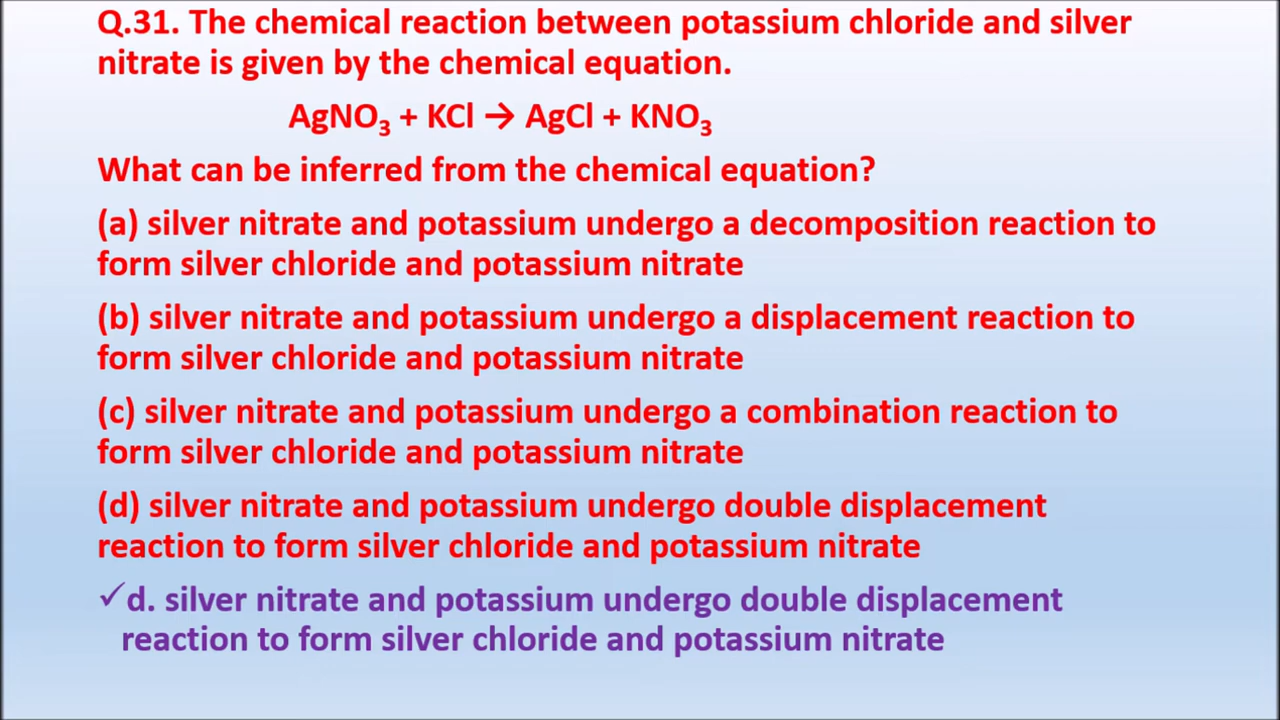 Q.31. The chemical reaction between potassium chloride and silver
nitrate is given by the chemical equation.
AgNO₃ + KCl → AgCl + KNO₃
What can be inferred from the chemical equation?
(a) silver nitrate and potassium undergo a decomposition reaction to
form silver chloride and potassium nitrate
(b) silver nitrate and potassium undergo a displacement reaction to
form silver chloride and potassium nitrate
(c) silver nitrate and potassium undergo a combination reaction to
form silver chloride and potassium nitrate
(d) silver nitrate and potassium undergo double displacement
reaction to form silver chloride and potassium nitrate
✓d. silver nitrate and potassium undergo double displacement
reaction to form silver chloride and potassium nitrate